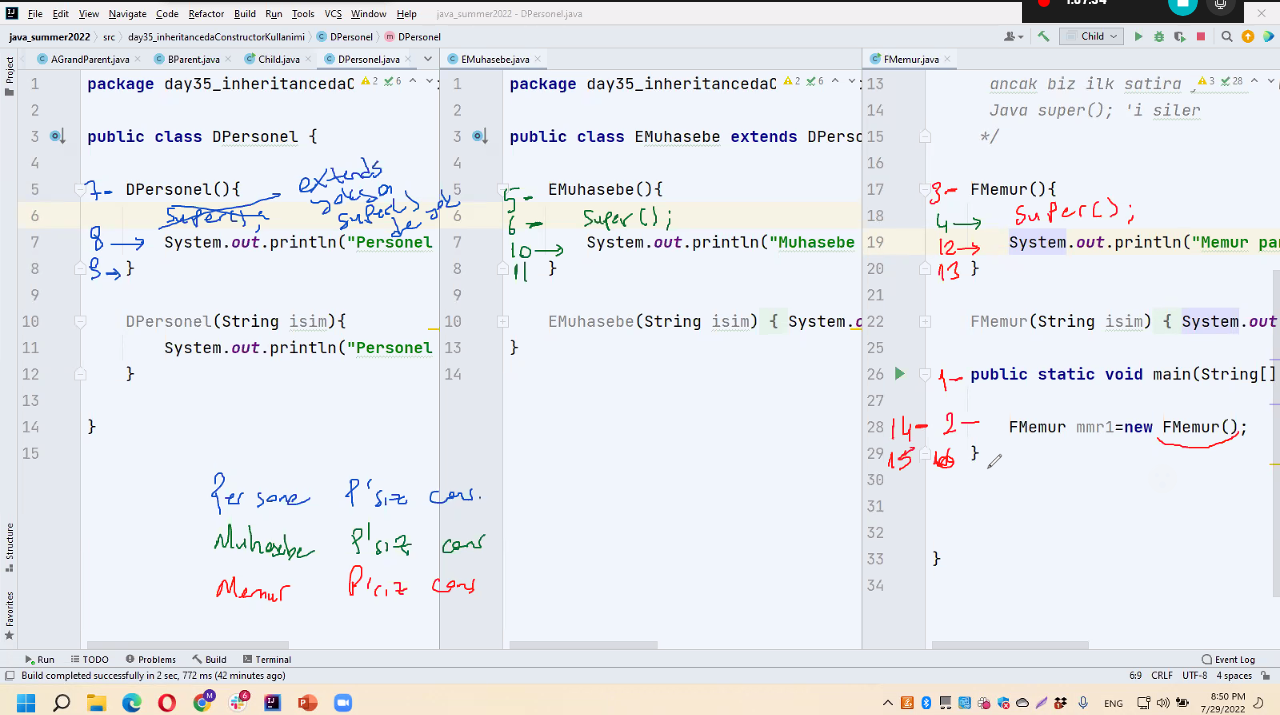 1:07:34
File Edit View Navigate Code Refactor Build Run Tools VCS Window Help java_summer2022 - DPersonel.java
java_summer2022 › src › day35_inheritancedaConstructorKullanimi › DPersonel › DPersonel
Child
AGrandParent.java BParent.java Child.java DPersonel.java
EMuhasebe.java
FMemur.java
Project
Structure
Favorites
1 package day35_inheritancedaC 2 6
2
3 public class DPersonel {
4
5 7- DPersonel(){
extends
6 super();
super()
de
7 8 → System.out.println("Personel
8 9 → }
9
10 DPersonel(String isim){
11 System.out.println("Personel
12 }
13
14 }
15
Persone P'siz cons.
Muhasebe P'siz cons
Memur P'siz cons
1 package day35_inheritancedaC 2 6
2
3 public class EMuhasebe extends DPerso
4
5 5- EMuhasebe(){
6 6- super();
7 10 → System.out.println("Muhasebe
8 11 }
9
10 EMuhasebe(String isim) { System.o
13 }
14
13 ancak biz ilk satira 3 28
14 Java super(); 'i siler
15 */
16
17 3- FMemur(){
18 4 → super();
19 12 → System.out.println("Memur pa
20 13 }
21
22 FMemur(String isim) { System.out
25
26 1- public static void main(String[]
27
28 14- 2- FMemur mmr1=new FMemur();
29 15 }
30
31
32
33 }
34
Run TODO Problems Build Terminal Event Log
Build completed successfully in 2 sec, 772 ms (42 minutes ago) 6:9 CRLF UTF-8 4 spaces
ENG 8:50 PM
7/29/2022